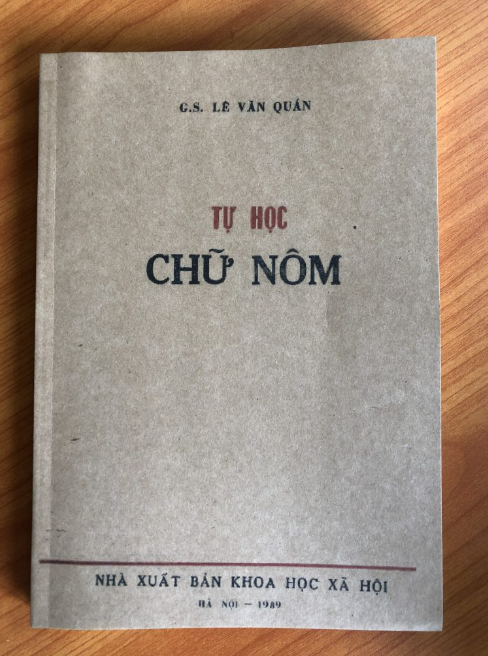 G.S. LÊ VĂN QUÁN
TỰ HỌC
CHỮ NÔM
NHÀ XUẤT BẢN KHOA HỌC XÃ HỘI
HÀ NỘI — 1989